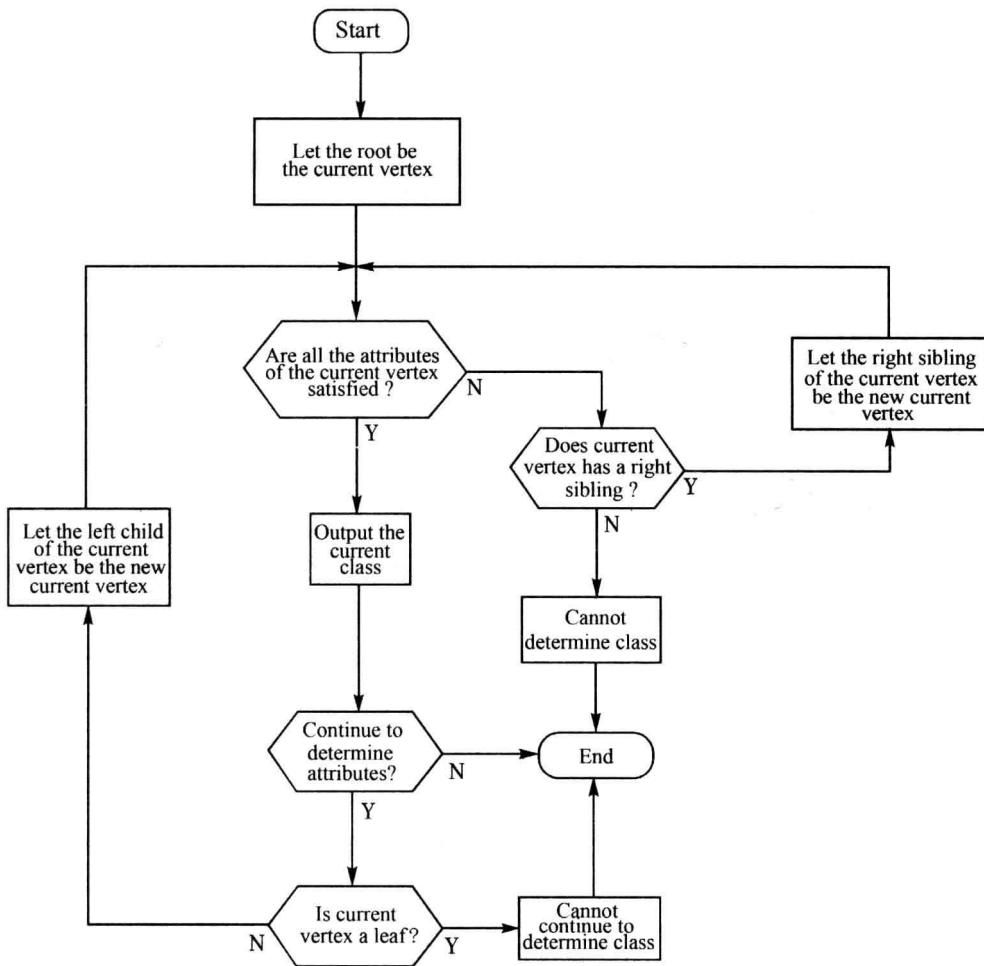 Start
Let the root be
the current vertex
Are all the attributes
of the current vertex
satisfied ?
N
Y
Let the right sibling
of the current vertex
be the new current
vertex
Does current
vertex has a right
sibling ?
Y
N
Let the left child
of the current
vertex be the new
current vertex
Output the
current
class
Cannot
determine class
Continue to
determine
attributes?
N
Y
End
Is current
vertex a leaf?
N
Y
Cannot
continue to
determine class